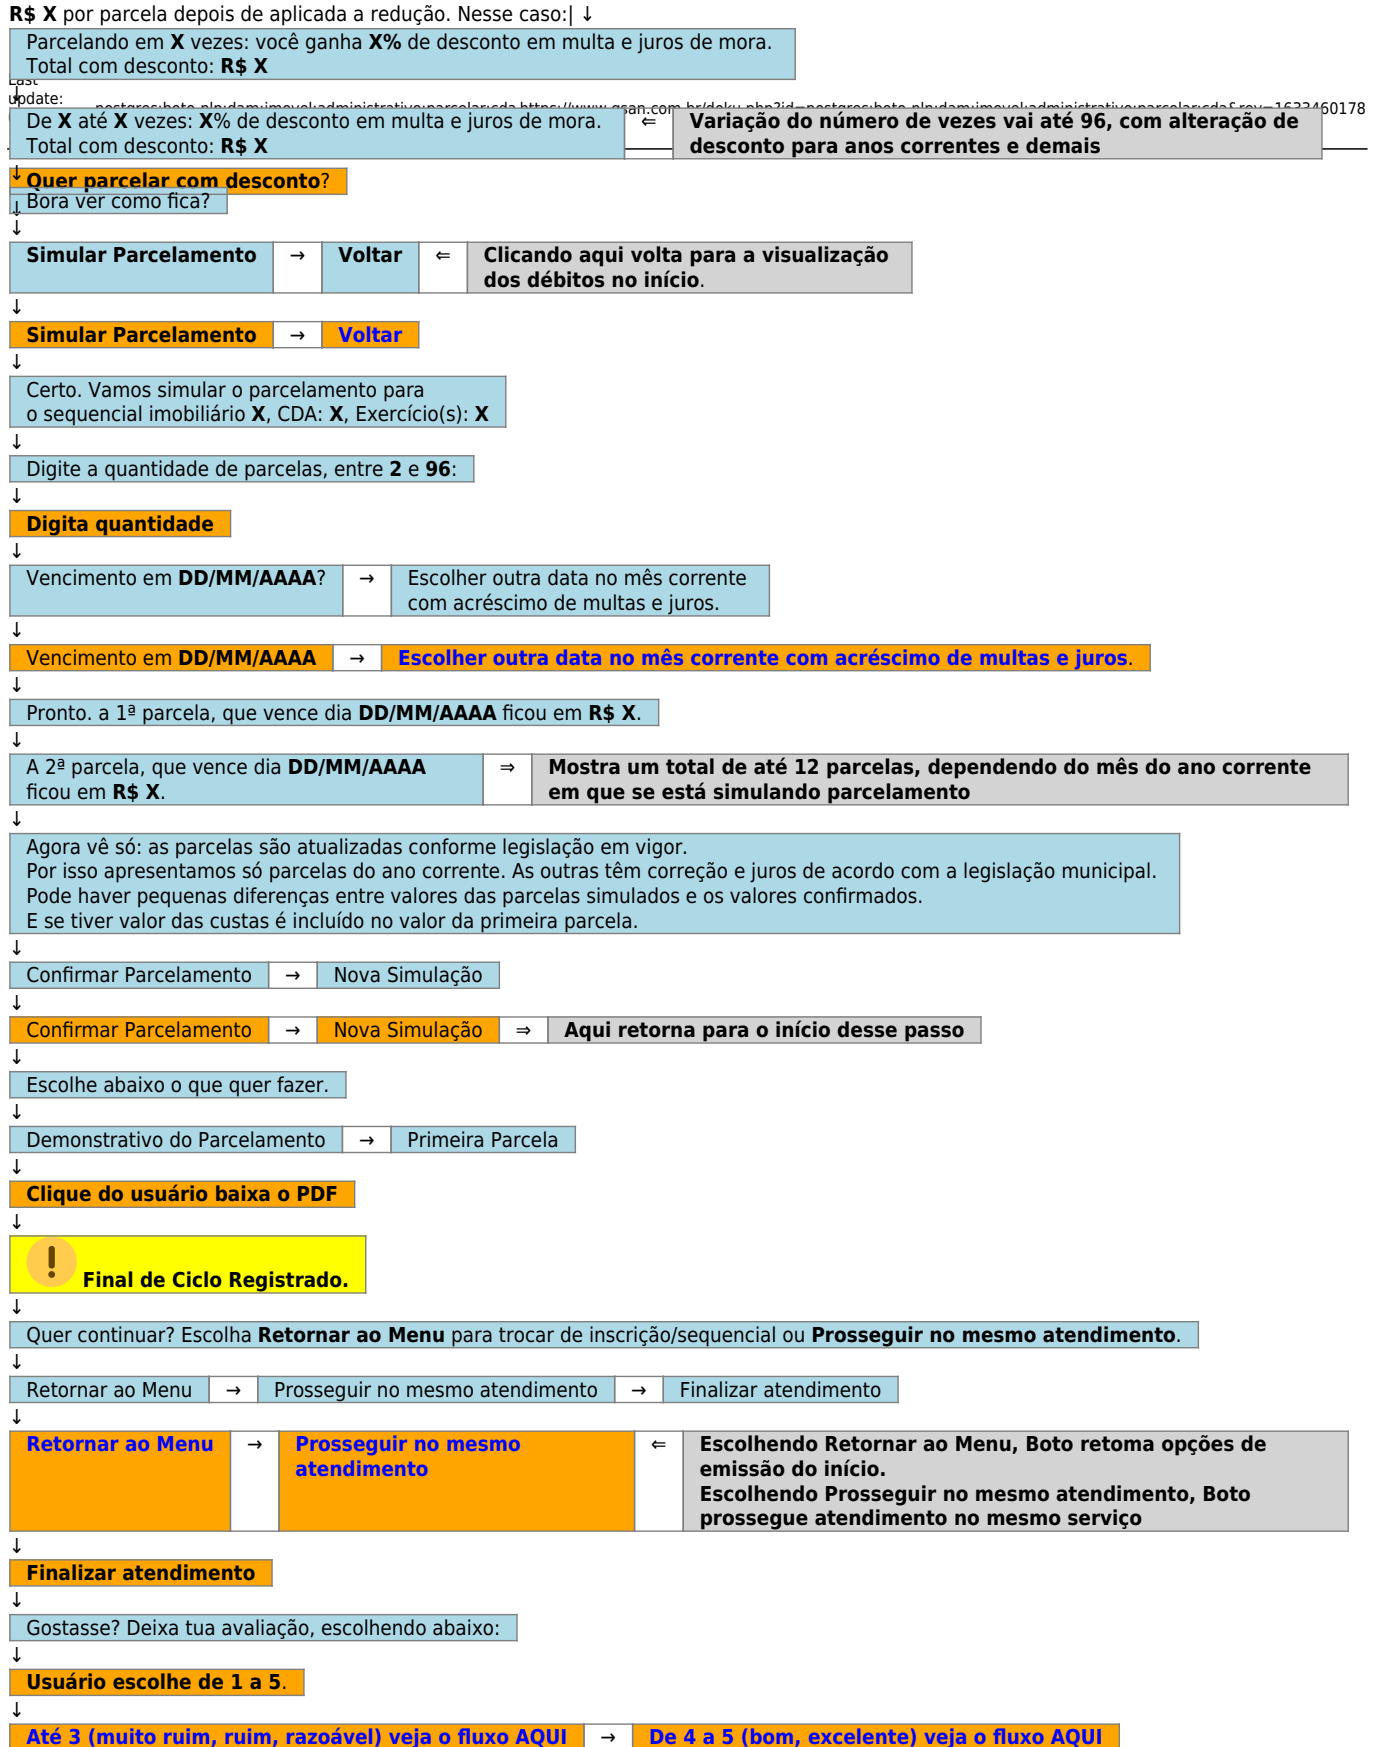 R$ X por parcela depois de aplicada a redução. Nesse caso:| ↓
Parcelando em X vezes: você ganha X% de desconto em multa e juros de mora.
Total com desconto: R$ X
Last
update:
↓
De X até X vezes: X% de desconto em multa e juros de mora. ⇐ Variação do número de vezes vai até 96, com alteração de
Total com desconto: R$ X desconto para anos correntes e demais
↓
Quer parcelar com desconto?
Bora ver como fica?
↓
↓
Simular Parcelamento → Voltar ⇐ Clicando aqui volta para a visualização
dos débitos no início.
↓
Simular Parcelamento → Voltar
↓
Certo. Vamos simular o parcelamento para
o sequencial imobiliário X, CDA: X, Exercício(s): X
↓
Digite a quantidade de parcelas, entre 2 e 96:
↓
Digita quantidade
↓
Vencimento em DD/MM/AAAA? → Escolher outra data no mês corrente
com acréscimo de multas e juros.
↓
Vencimento em DD/MM/AAAA → Escolher outra data no mês corrente com acréscimo de multas e juros.
↓
Pronto. a 1ª parcela, que vence dia DD/MM/AAAA ficou em R$ X.
↓
A 2ª parcela, que vence dia DD/MM/AAAA ⇒ Mostra um total de até 12 parcelas, dependendo do mês do ano corrente
ficou em R$ X. em que se está simulando parcelamento
↓
Agora vê só: as parcelas são atualizadas conforme legislação em vigor.
Por isso apresentamos só parcelas do ano corrente. As outras têm correção e juros de acordo com a legislação municipal.
Pode haver pequenas diferenças entre valores das parcelas simulados e os valores confirmados.
E se tiver valor das custas é incluído no valor da primeira parcela.
↓
Confirmar Parcelamento → Nova Simulação
↓
Confirmar Parcelamento → Nova Simulação ⇒ Aqui retorna para o início desse passo
↓
Escolhe abaixo o que quer fazer.
↓
Demonstrativo do Parcelamento → Primeira Parcela
↓
Clique do usuário baixa o PDF
↓
Final de Ciclo Registrado.
↓
Quer continuar? Escolha Retornar ao Menu para trocar de inscrição/sequencial ou Prosseguir no mesmo atendimento.
↓
Retornar ao Menu → Prosseguir no mesmo atendimento → Finalizar atendimento
↓
Retornar ao Menu → Prosseguir no mesmo ⇐ Escolhendo Retornar ao Menu, Boto retoma opções de
atendimento emissão do início.
Escolhendo Prosseguir no mesmo atendimento, Boto
prossegue atendimento no mesmo serviço
↓
Finalizar atendimento
↓
Gostasse? Deixa tua avaliação, escolhendo abaixo:
↓
Usuário escolhe de 1 a 5.
↓
Até 3 (muito ruim, ruim, razoável) veja o fluxo AQUI → De 4 a 5 (bom, excelente) veja o fluxo AQUI